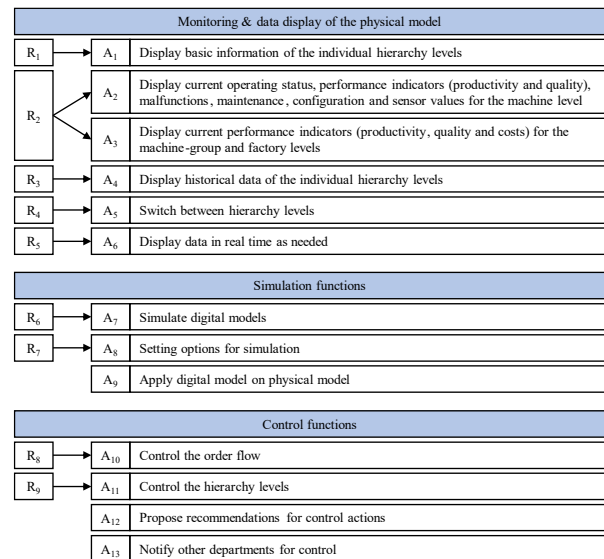 Monitoring & data display of the physical model
R₁ A₁ Display basic information of the individual hierarchy levels
R₂ A₂ Display current operating status, performance indicators (productivity and quality),
malfunctions, maintenance, configuration and sensor values for the machine level
A₃ Display current performance indicators (productivity, quality and costs) for the
machine-group and factory levels
R₃ A₄ Display historical data of the individual hierarchy levels
R₄ A₅ Switch between hierarchy levels
R₅ A₆ Display data in real time as needed
Simulation functions
R₆ A₇ Simulate digital models
R₇ A₈ Setting options for simulation
A₉ Apply digital model on physical model
Control functions
R₈ A₁₀ Control the order flow
R₉ A₁₁ Control the hierarchy levels
A₁₂ Propose recommendations for control actions
A₁₃ Notify other departments for control